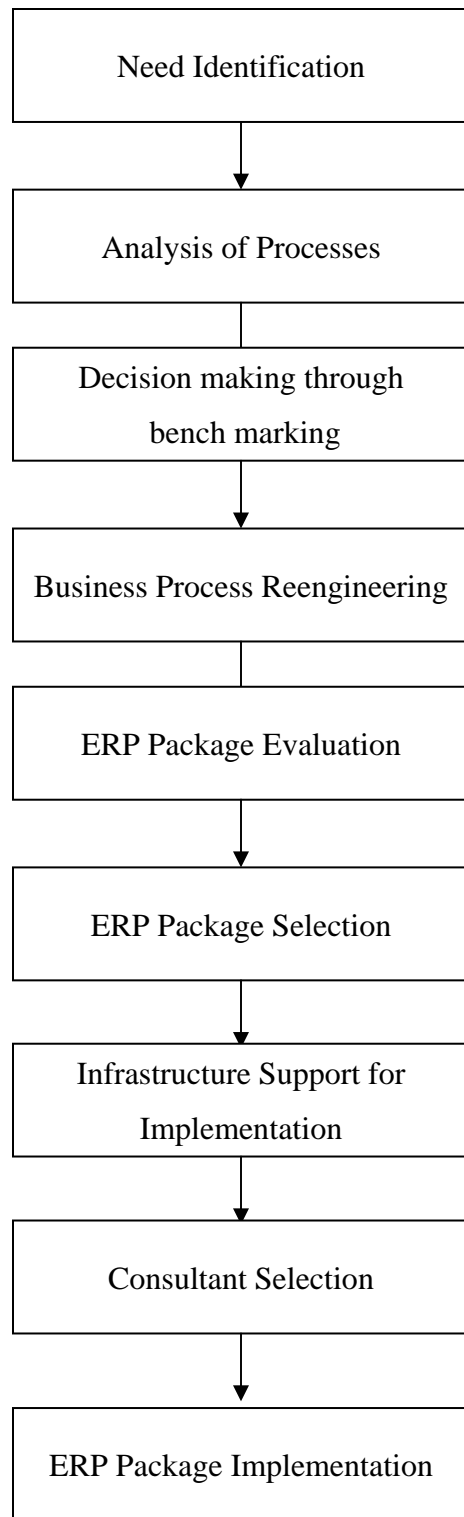 Need Identification
Analysis of Processes
Decision making through
bench marking
Business Process Reengineering
ERP Package Evaluation
ERP Package Selection
Infrastructure Support for
Implementation
Consultant Selection
ERP Package Implementation